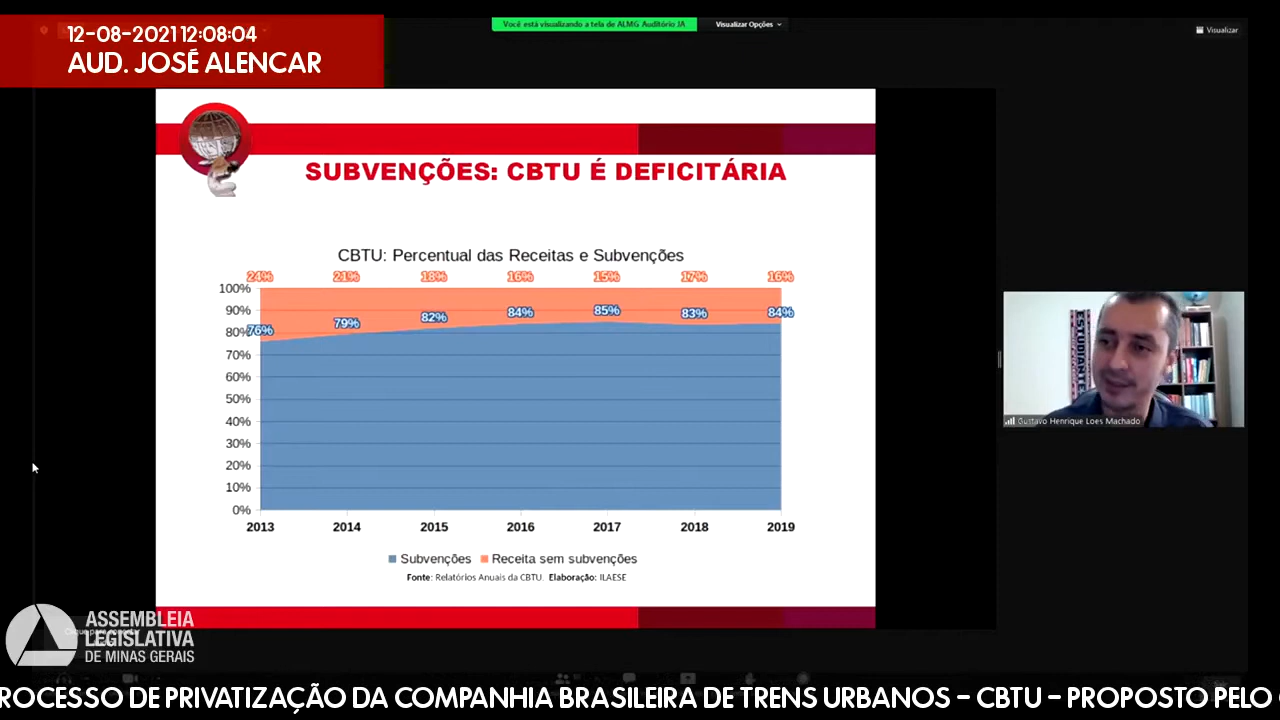 12-08-2021 12:08:04
AUD. JOSÉ ALENCAR
Você está visualizando a tela de ALMG Auditório JA
Visualizar Opções
Visualizar
SUBVENÇÕES: CBTU É DEFICITÁRIA
CBTU: Percentual das Receitas e Subvenções
24% 21% 18% 16% 15% 17% 16%
100%
90%
80%
70%
60%
50%
40%
30%
20%
10%
0%
76% 79% 82% 84% 85% 83% 84%
2013 2014 2015 2016 2017 2018 2019
Subvenções Receita sem subvenções
Fonte: Relatórios Anuais da CBTU. Elaboração: ILAESE
ESTUDIANTES
Gustavo Henrique Loes Machado
ASSEMBLEIA
LEGISLATIVA
DE MINAS GERAIS
ROCESSO DE PRIVATIZAÇÃO DA COMPANHIA BRASILEIRA DE TRENS URBANOS – CBTU – PROPOSTO PELO